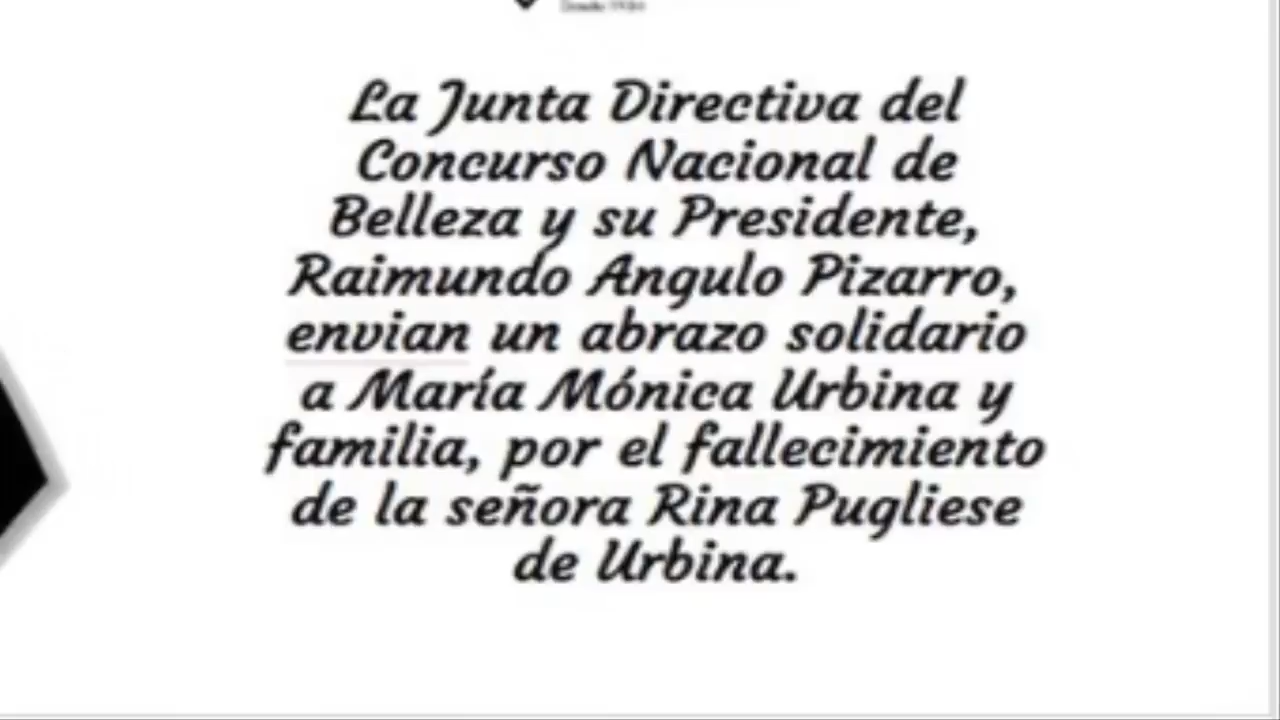 La Junta Directiva del
Concurso Nacional de
Belleza y su Presidente,
Raimundo Angulo Pizarro,
envian un abrazo solidario
a María Mónica Urbina y
familia, por el fallecimiento
de la señora Rina Pugliese
de Urbina.